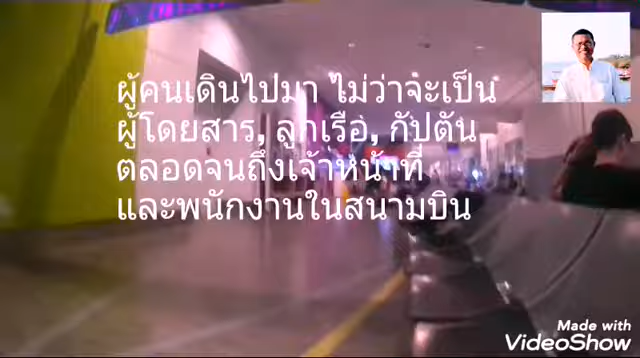 ผู้คนเดินไปมา ไม่ว่าจะเป็น
ผู้โดยสาร, ลูกเรือ, กัปตัน
ตลอดจนถึงเจ้าหน้าที่
และพนักงานในสนามบิน
Made with
VideoShow